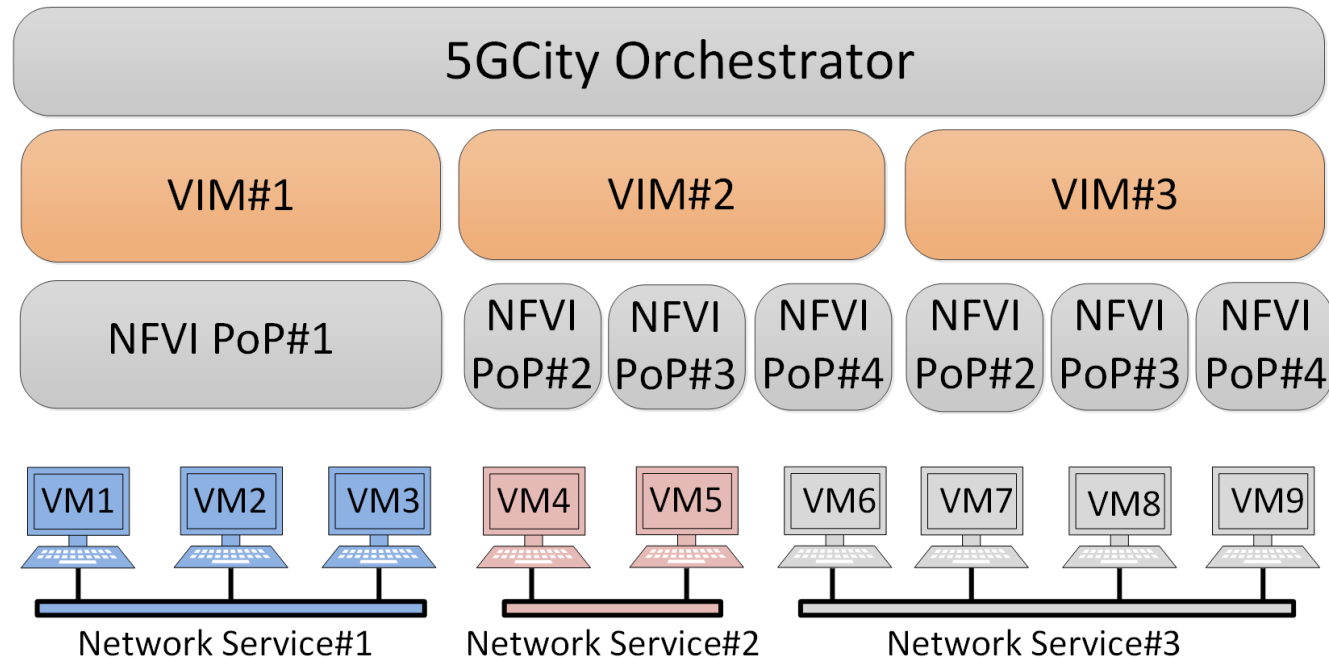 5GCity Orchestrator
VIM#1
VIM#2
VIM#3
NFVI PoP#1
NFVI
PoP#2
NFVI
PoP#3
NFVI
PoP#4
NFVI
PoP#2
NFVI
PoP#3
NFVI
PoP#4
VM1
VM2
VM3
VM4
VM5
VM6
VM7
VM8
VM9
Network Service#1
Network Service#2
Network Service#3